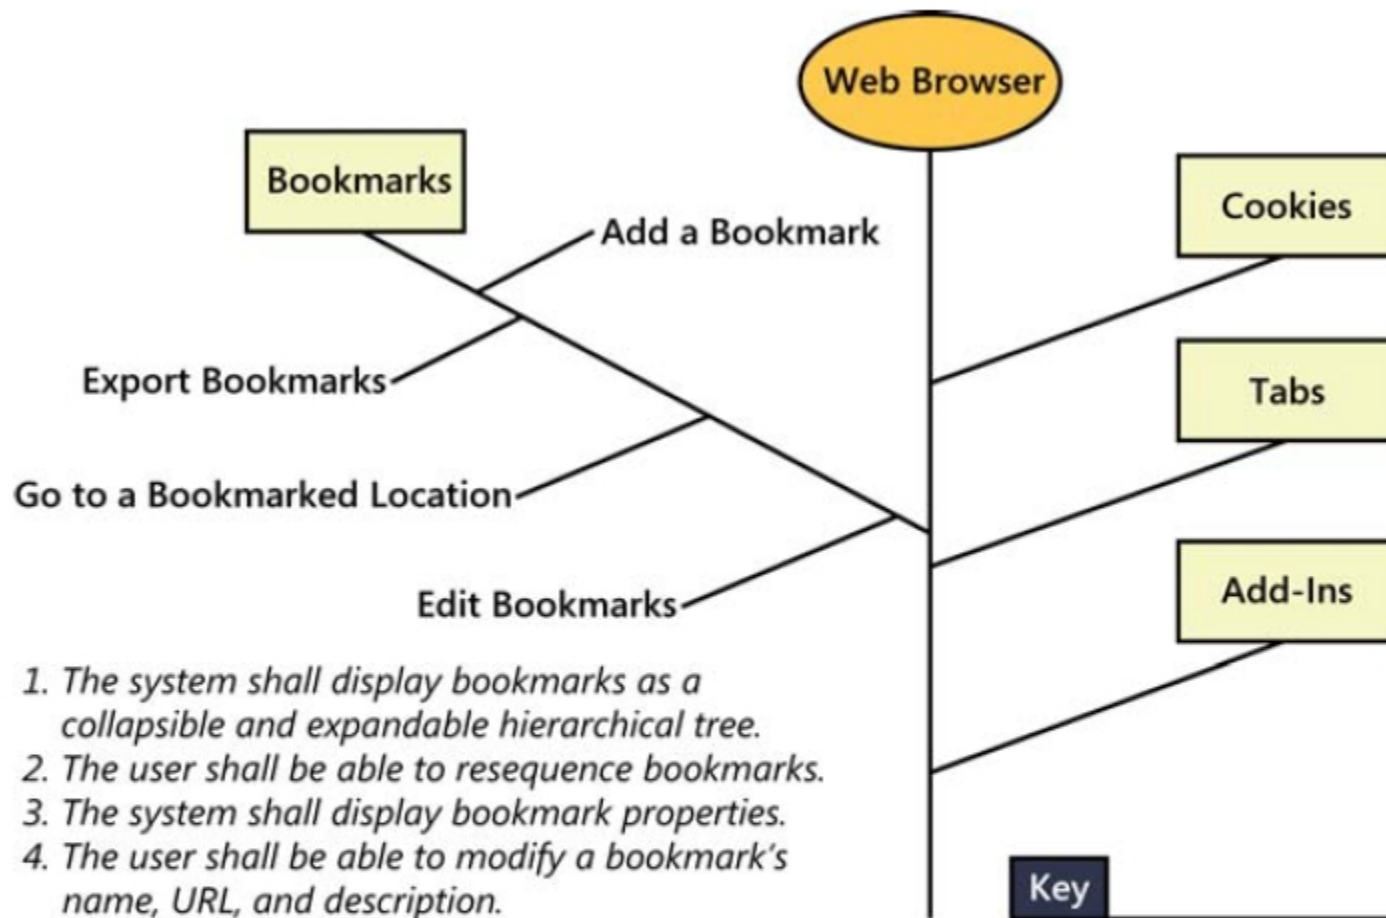 Web Browser
Bookmarks
Cookies
Add a Bookmark
Export Bookmarks
Tabs
Go to a Bookmarked Location
Add-Ins
Edit Bookmarks
1. The system shall display bookmarks as a
collapsible and expandable hierarchical tree.
2. The user shall be able to resequence bookmarks.
3. The system shall display bookmark properties.
4. The user shall be able to modify a bookmark's
name, URL, and description.
Key